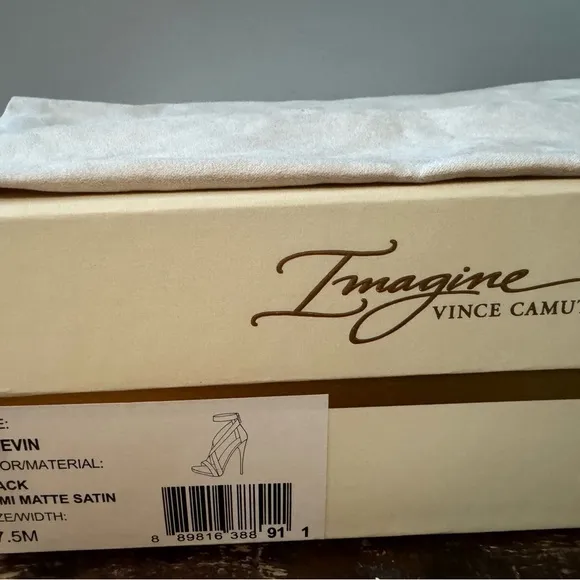 Imagine
VINCE CAMUT
E:
EVIN
OR/MATERIAL:
ACK
MI MATTE SATIN
ZE/WIDTH:
7.5M
8 89816 388 91 1